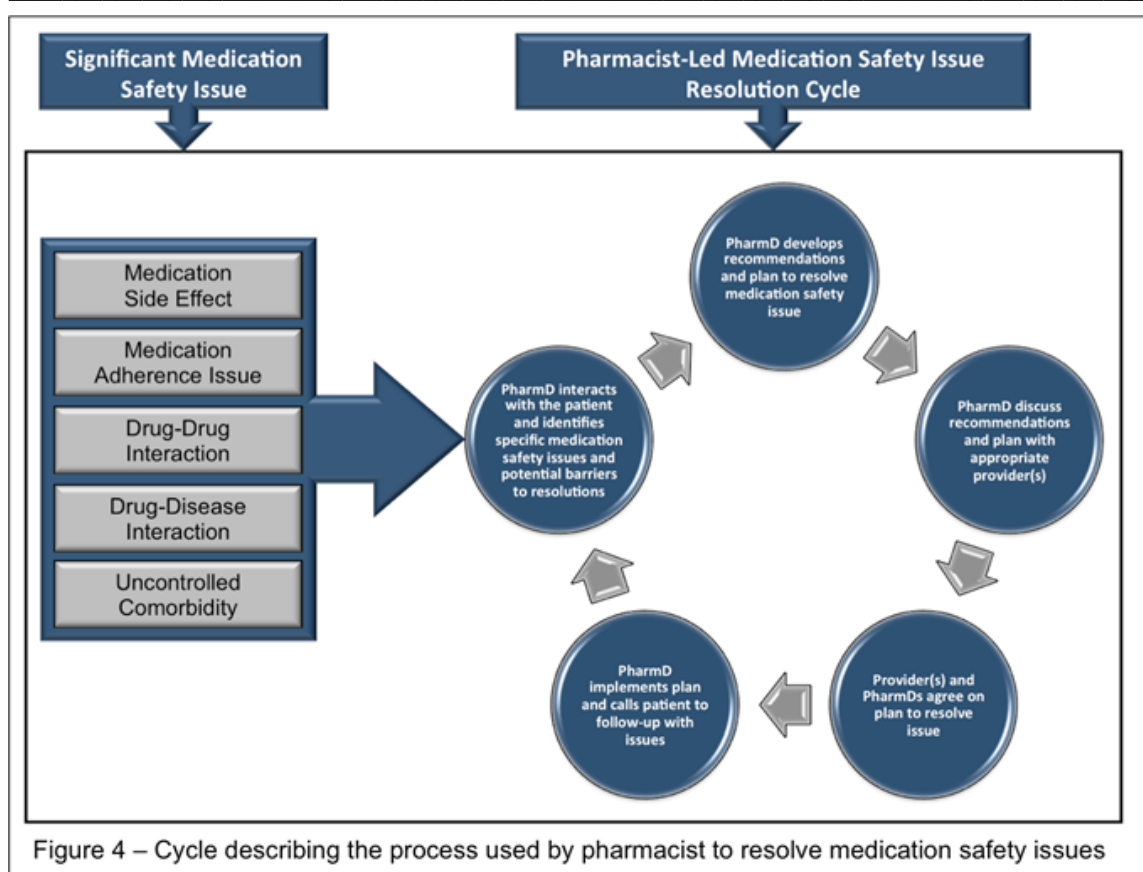 Significant Medication
Safety Issue
Pharmacist-Led Medication Safety Issue
Resolution Cycle
Medication
Side Effect
Medication
Adherence Issue
Drug-Drug
Interaction
Drug-Disease
Interaction
Uncontrolled
Comorbidity
PharmD interacts
with the patient
and identifies
specific medication
safety issues and
potential barriers
to resolutions
PharmD develops
recommendations
and plan to resolve
medication safety
issue
PharmD discuss
recommendations
and plan with
appropriate
provider(s)
Provider(s) and
PharmDs agree on
plan to resolve
issue
PharmD
implements plan
and calls patient to
follow-up with
issues
Figure 4 – Cycle describing the process used by pharmacist to resolve medication safety issues